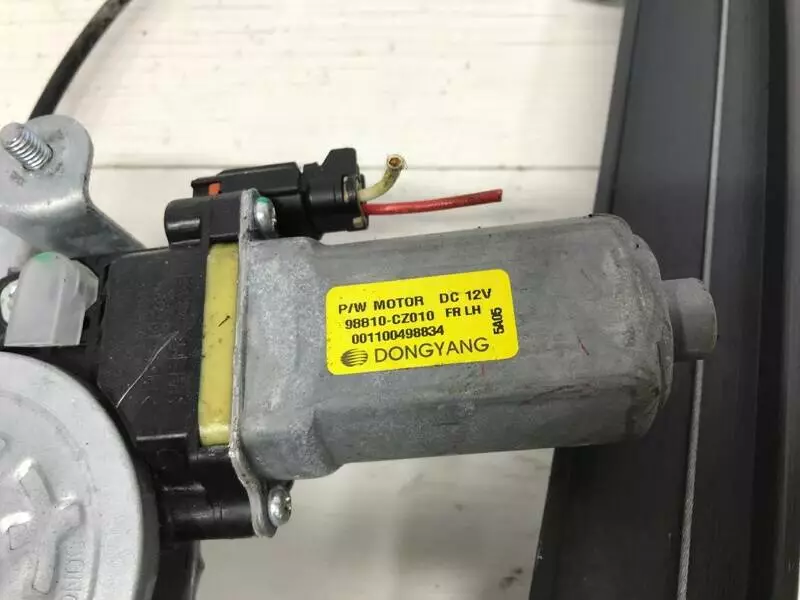 P/W MOTOR DC 12V
98810-CZ010 FR LH
001100498834
5A05
DONGYANG